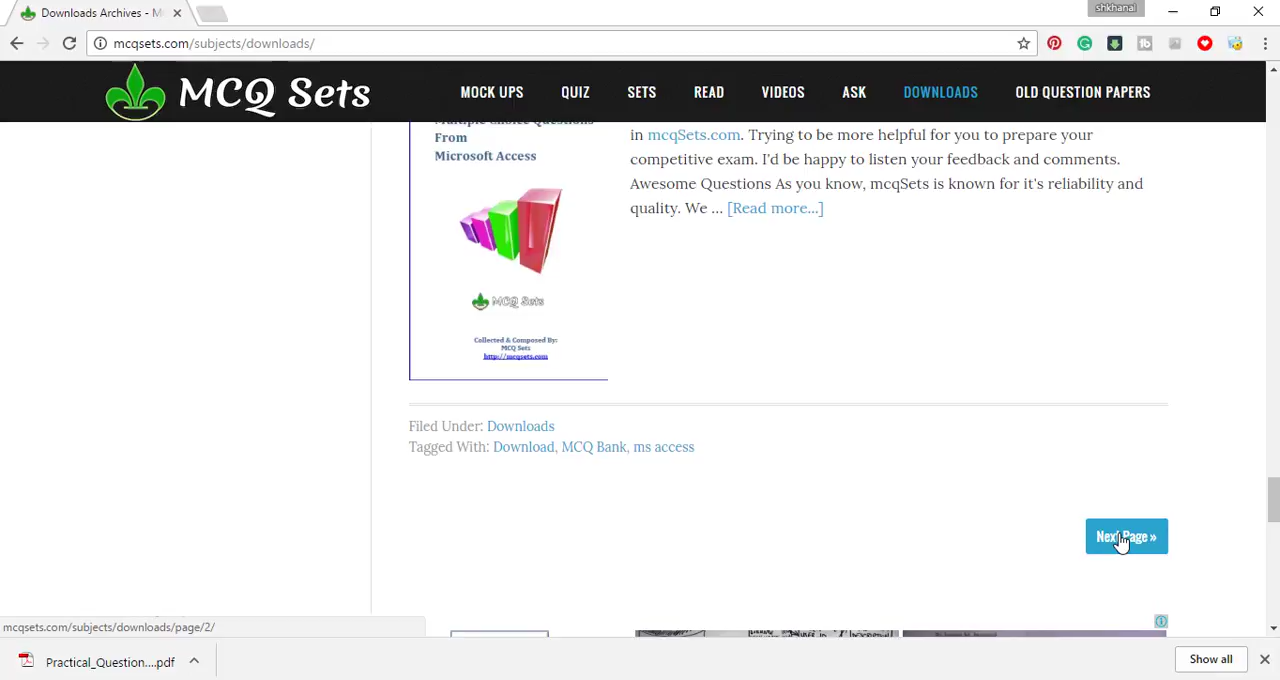 Downloads Archives - M
shkhanal
mcqsets.com/subjects/downloads/
MCQ Sets
MOCK UPS QUIZ SETS READ VIDEOS ASK DOWNLOADS OLD QUESTION PAPERS
Multiple Choice Questions
From
Microsoft Access
MCQ Sets
Collected & Composed By:
MCQ Sets
http://mcqsets.com
in mcqSets.com. Trying to be more helpful for you to prepare your
competitive exam. I'd be happy to listen your feedback and comments.
Awesome Questions As you know, mcqSets is known for it's reliability and
quality. We ... [Read more...]
Filed Under: Downloads
Tagged With: Download, MCQ Bank, ms access
Next Page »
mcqsets.com/subjects/downloads/page/2/
Practical_Question....pdf
Show all